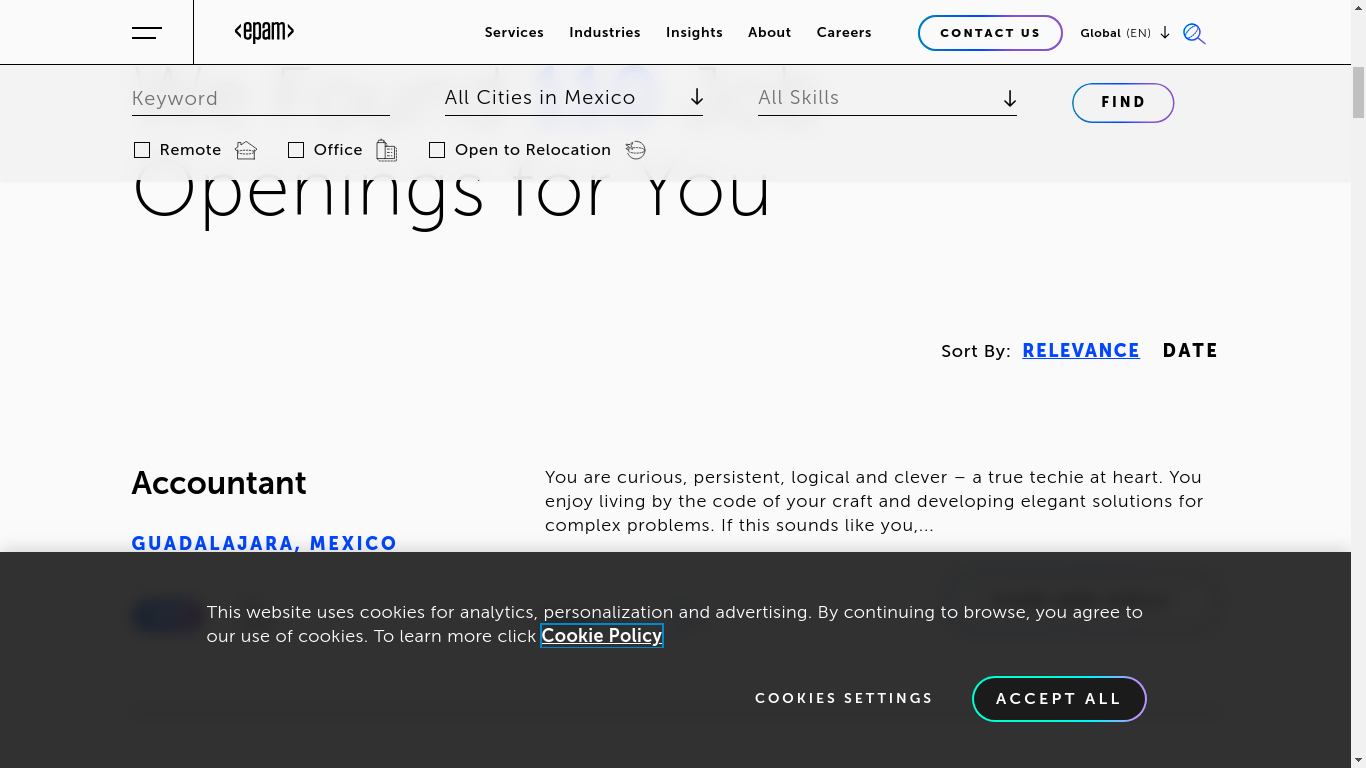 <epam>
Services Industries Insights About Careers CONTACT US Global (EN)
Keyword All Cities in Mexico All Skills FIND
Remote Office Open to Relocation
Openings for You
Sort By: RELEVANCE DATE
Accountant
You are curious, persistent, logical and clever – a true techie at heart. You
enjoy living by the code of your craft and developing elegant solutions for
complex problems. If this sounds like you,...
GUADALAJARA, MEXICO
This website uses cookies for analytics, personalization and advertising. By continuing to browse, you agree to
our use of cookies. To learn more click Cookie Policy
COOKIES SETTINGS ACCEPT ALL